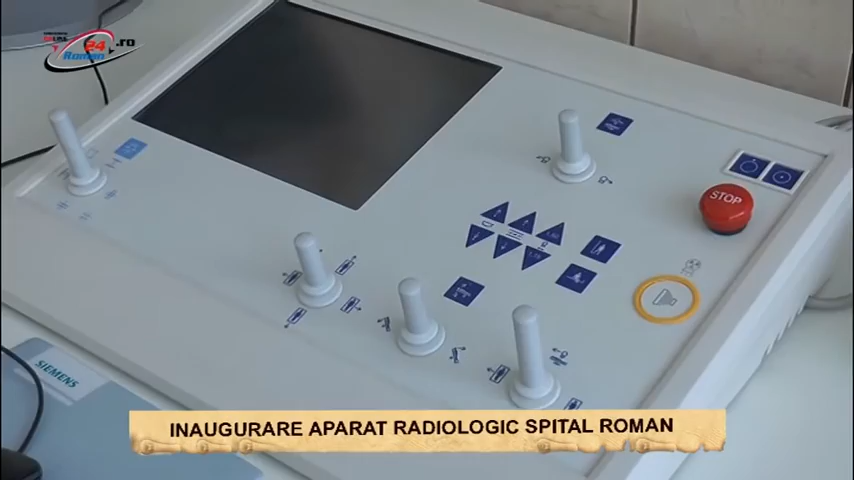 24.ro
Roman
STOP
SIEMENS
INAUGURARE APARAT RADIOLOGIC SPITAL ROMAN